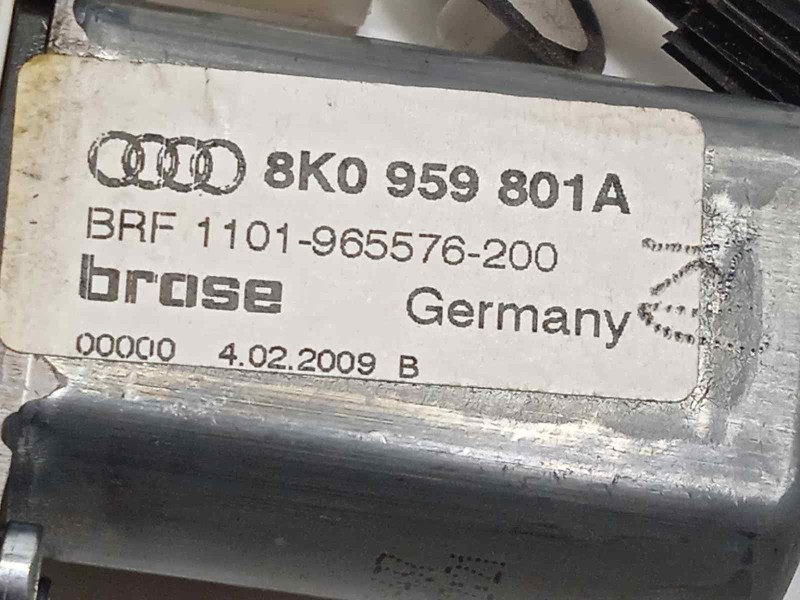 8K0 959 801A
BRF 1101-965576-200
brose
Germany
00000 4.02.2009 B